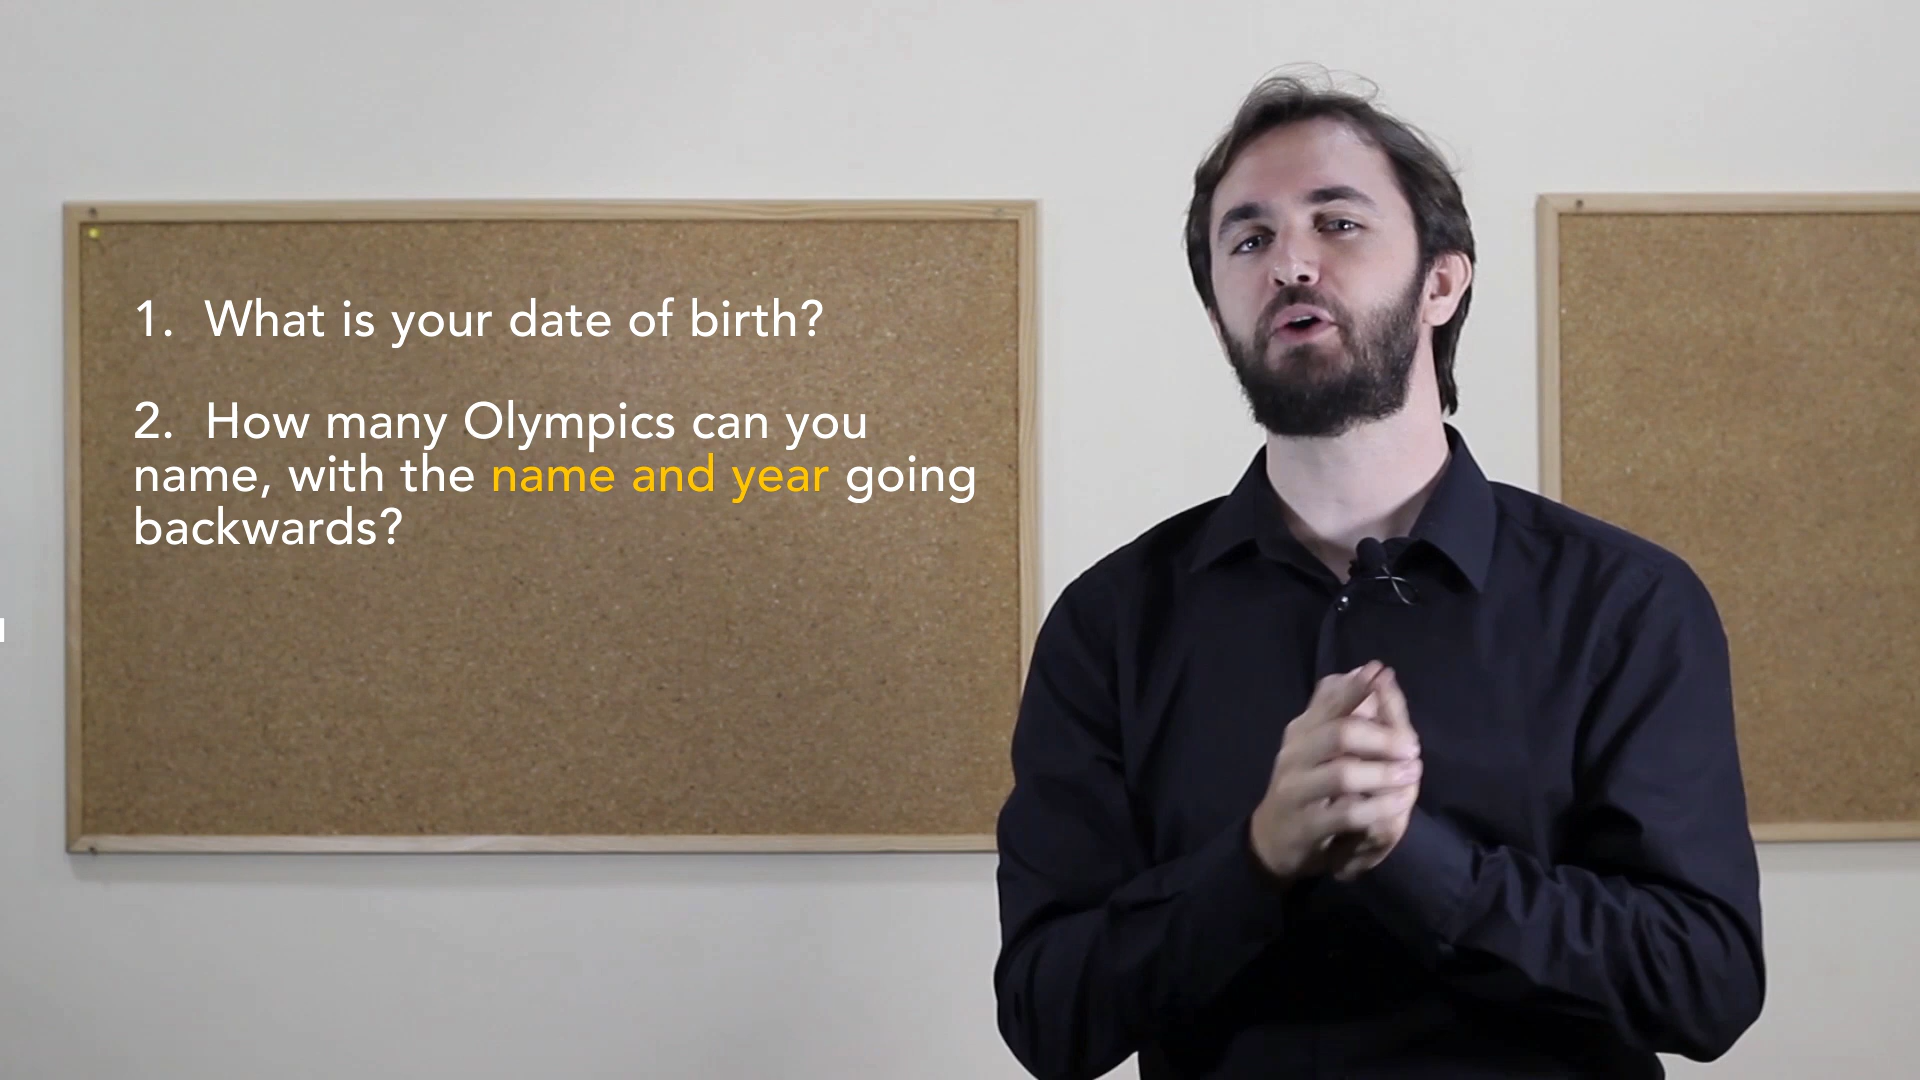 1. What is your date of birth?
2. How many Olympics can you
name, with the name and year going
backwards?